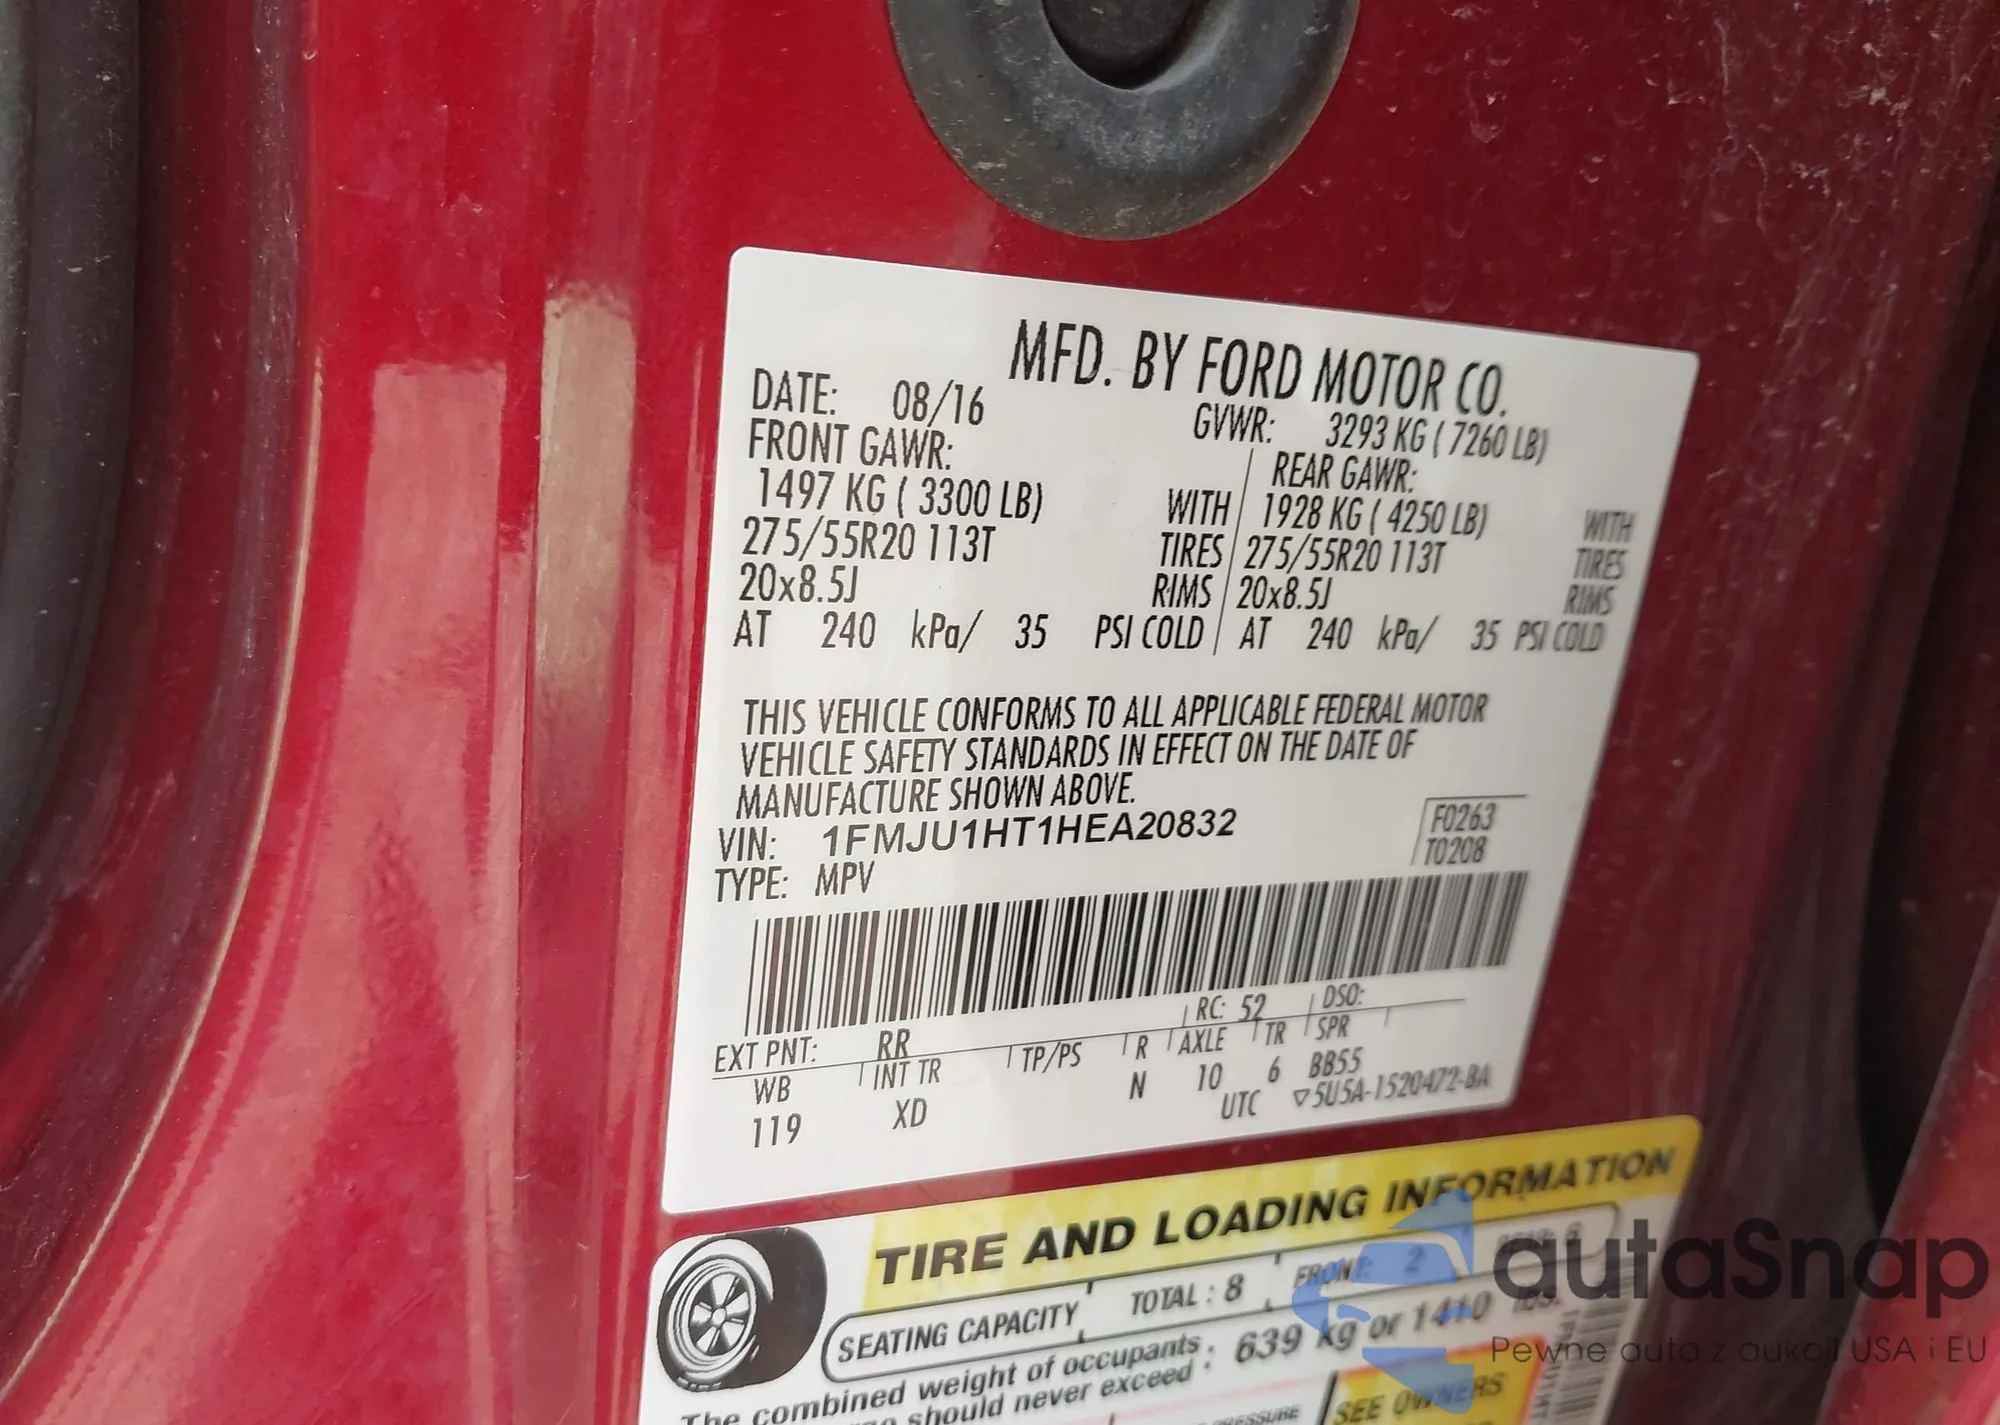 MFD. BY FORD MOTOR CO.
DATE: 08/16 GVWR: 3293 KG ( 7260 LB)
FRONT GAWR: REAR GAWR:
1497 KG ( 3300 LB) WITH 1928 KG ( 4250 LB) WITH
275/55R20 113T TIRES 275/55R20 113T TIRES
20x8.5J RIMS 20x8.5J RIMS
AT 240 kPa/ 35 PSI COLD AT 240 kPa/ 35 PSI COLD
THIS VEHICLE CONFORMS TO ALL APPLICABLE FEDERAL MOTOR
VEHICLE SAFETY STANDARDS IN EFFECT ON THE DATE OF
MANUFACTURE SHOWN ABOVE.
VIN: 1FMJU1HT1HEA20832 F0263
TYPE: MPV T0208
EXT PNT: RR RC: 52 DSO:
WB INT TR TP/PS R AXLE TR SPR
119 XD N 10 6 BB55
UTC ▽5U5A-1520472-BA
TIRE AND LOADING INFORMATION
SEATING CAPACITY TOTAL : 8 FRONT: 2
The combined weight of occupants 639 kg or 1410 lbs.
should never exceed :
PRESSURE SEE OWNERS
autaSnap
Pewne auta z aukcji USA i EU